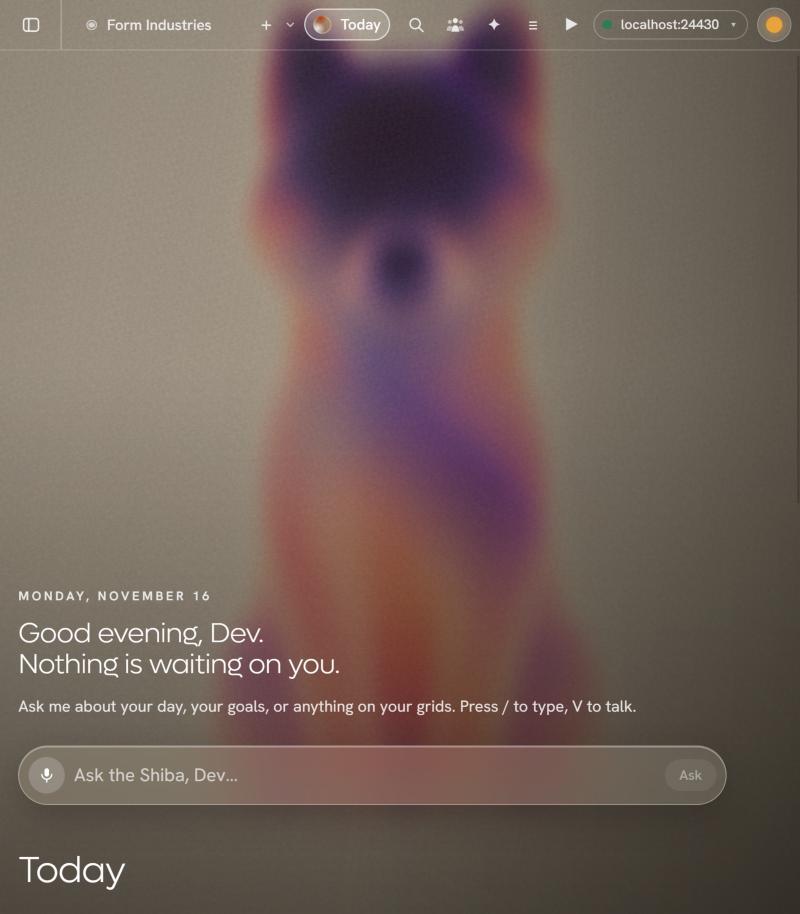 Form Industries
Today
localhost:24430
MONDAY, NOVEMBER 16
Good evening, Dev.
Nothing is waiting on you.
Ask me about your day, your goals, or anything on your grids. Press / to type, V to talk.
Ask the Shiba, Dev...
Ask
Today